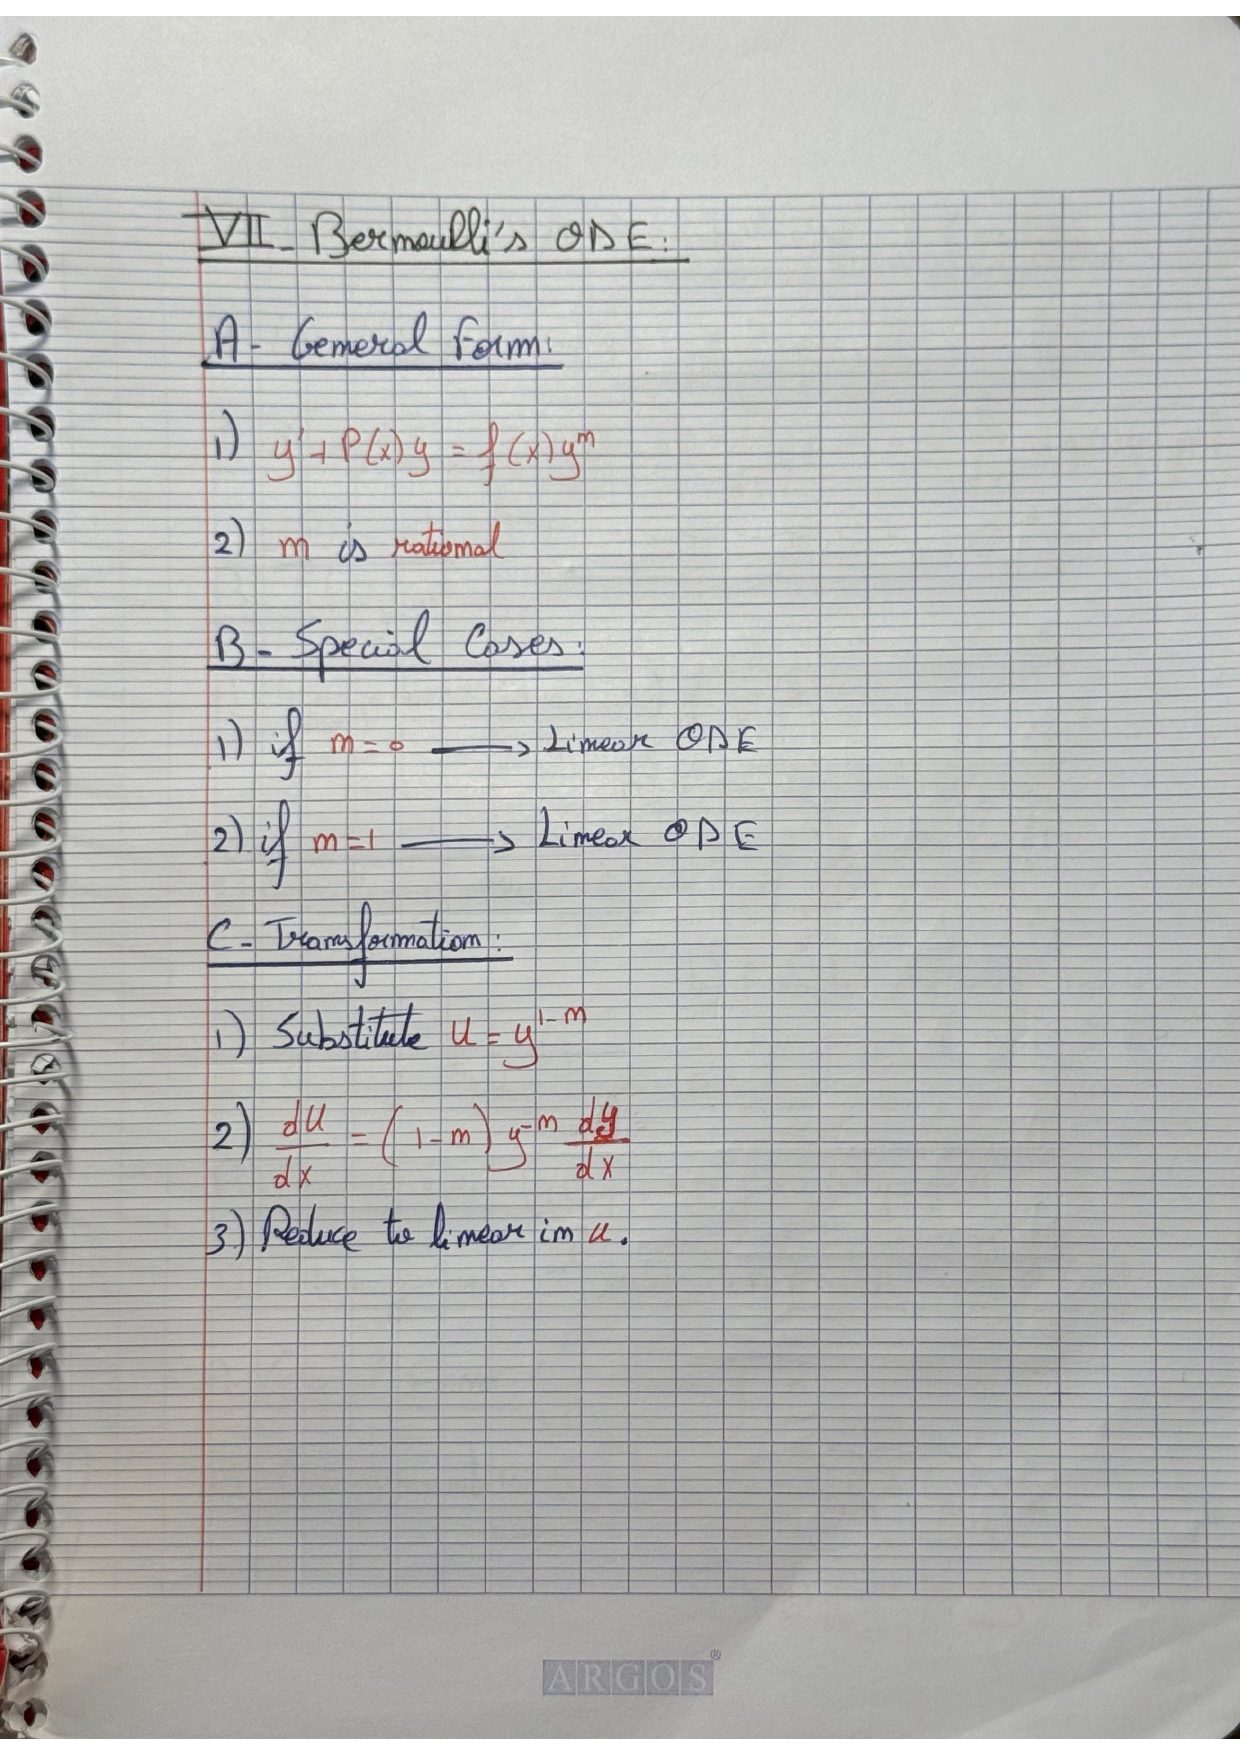 VII - Bernoulli's ODE:
A - General Form:
1) y' + P(x)y = f(x)y^n
2) n is rational
B - Special Cases:
1) if n = 0 → Linear ODE
2) if n = 1 → Linear ODE
C - Transformation:
1) Substitute u = y^{1-n}
2) du/dx = (1-n) y^{-n} dy/dx
3) Reduce to linear in u.
ARGOS®